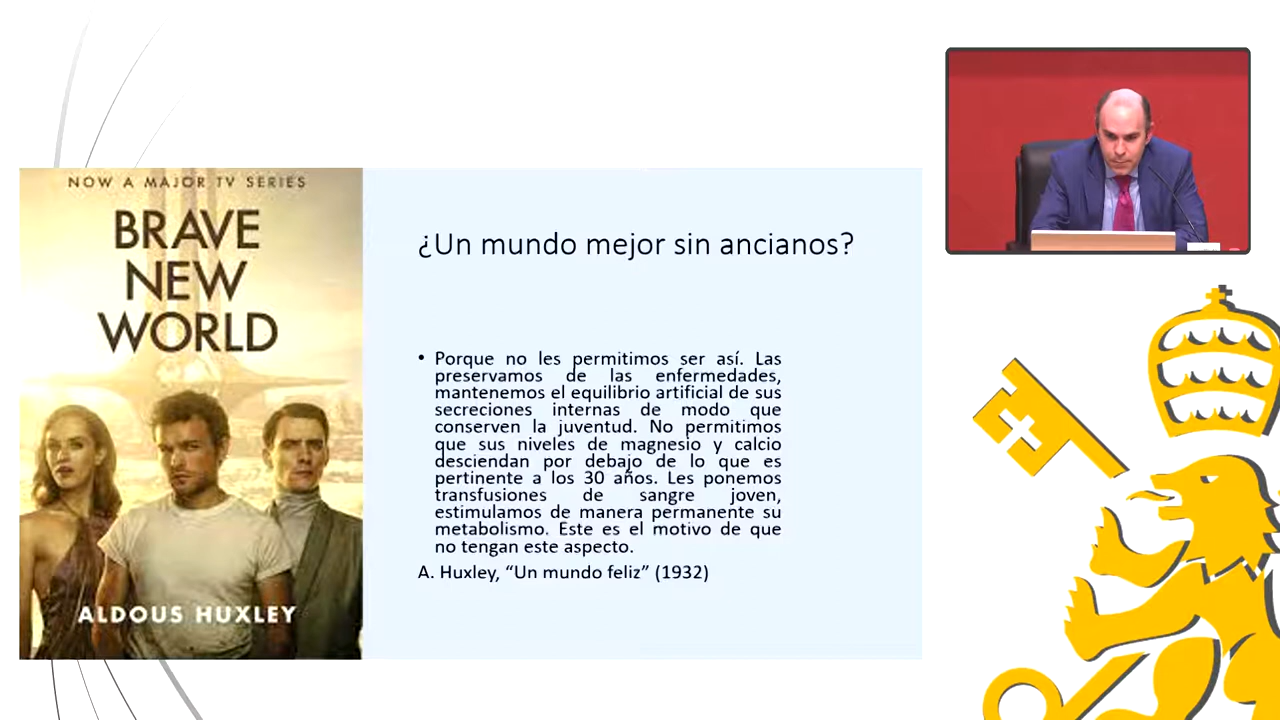 NOW A MAJOR TV SERIES
BRAVE
NEW
WORLD
ALDOUS HUXLEY
¿Un mundo mejor sin ancianos?
• Porque no les permitimos ser así. Las
preservamos de las enfermedades,
mantenemos el equilibrio artificial de sus
secreciones internas de modo que
conserven la juventud. No permitimos
que sus niveles de magnesio y calcio
desciendan por debajo de lo que es
pertinente a los 30 años. Les ponemos
transfusiones de sangre joven,
estimulamos de manera permanente su
metabolismo. Este es el motivo de que
no tengan este aspecto.
A. Huxley, “Un mundo feliz” (1932)